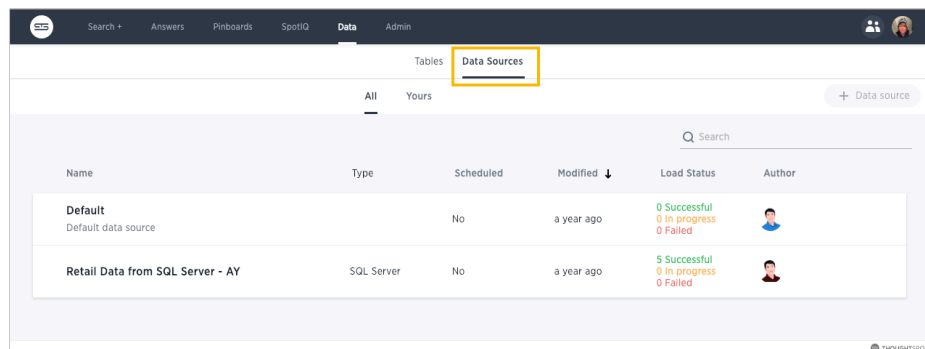 Search + Answers Pinboards SpotIQ Data Admin
Tables Data Sources
All Yours + Data source
Search
Name Type Scheduled Modified Load Status Author
Default
Default data source
No a year ago
0 Successful
0 In progress
0 Failed
Retail Data from SQL Server - AY SQL Server No a year ago
5 Successful
0 In progress
0 Failed